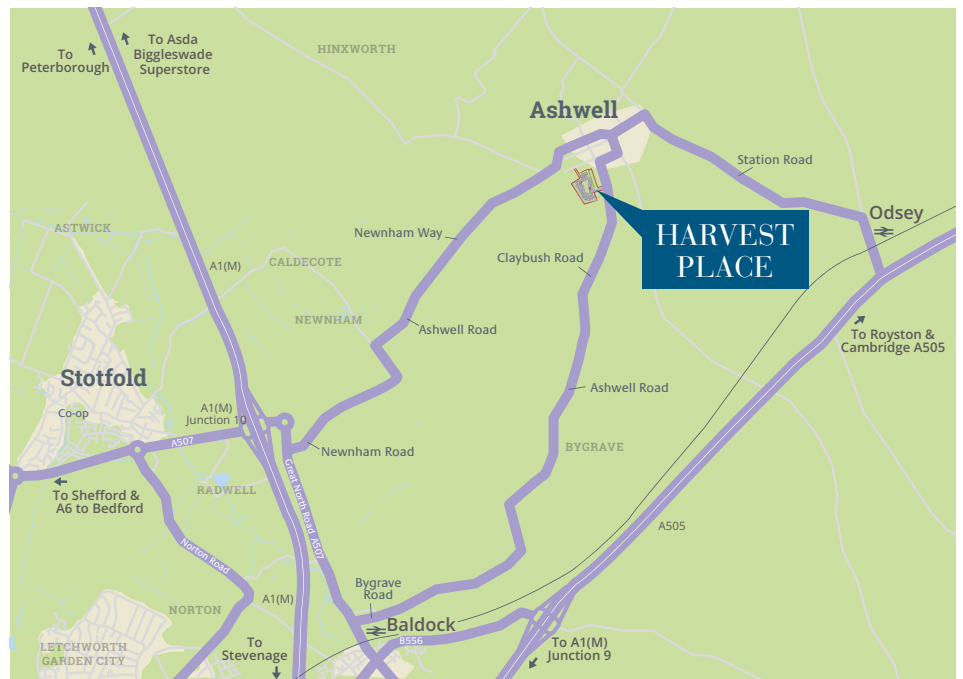 To
Peterborough
To Asda
Biggleswade
Superstore
HINXWORTH
Ashwell
Station Road
ASTWICK
Newnham Way
Odsey
HARVEST
PLACE
A1(M)
CALDECOTE
Claybush Road
NEWNHAM
Ashwell Road
To Royston &
Cambridge A505
Stotfold
Co-op
A1(M)
Junction 10
Ashwell Road
A507
Newnham Road
BYGRAVE
RADWELL
Great North Road A507
To Shefford &
A6 to Bedford
A505
Norton Road
Bygrave
Road
NORTON
A1(M)
Baldock
B556
LETCHWORTH
GARDEN CITY
To
Stevenage
To A1(M)
Junction 9